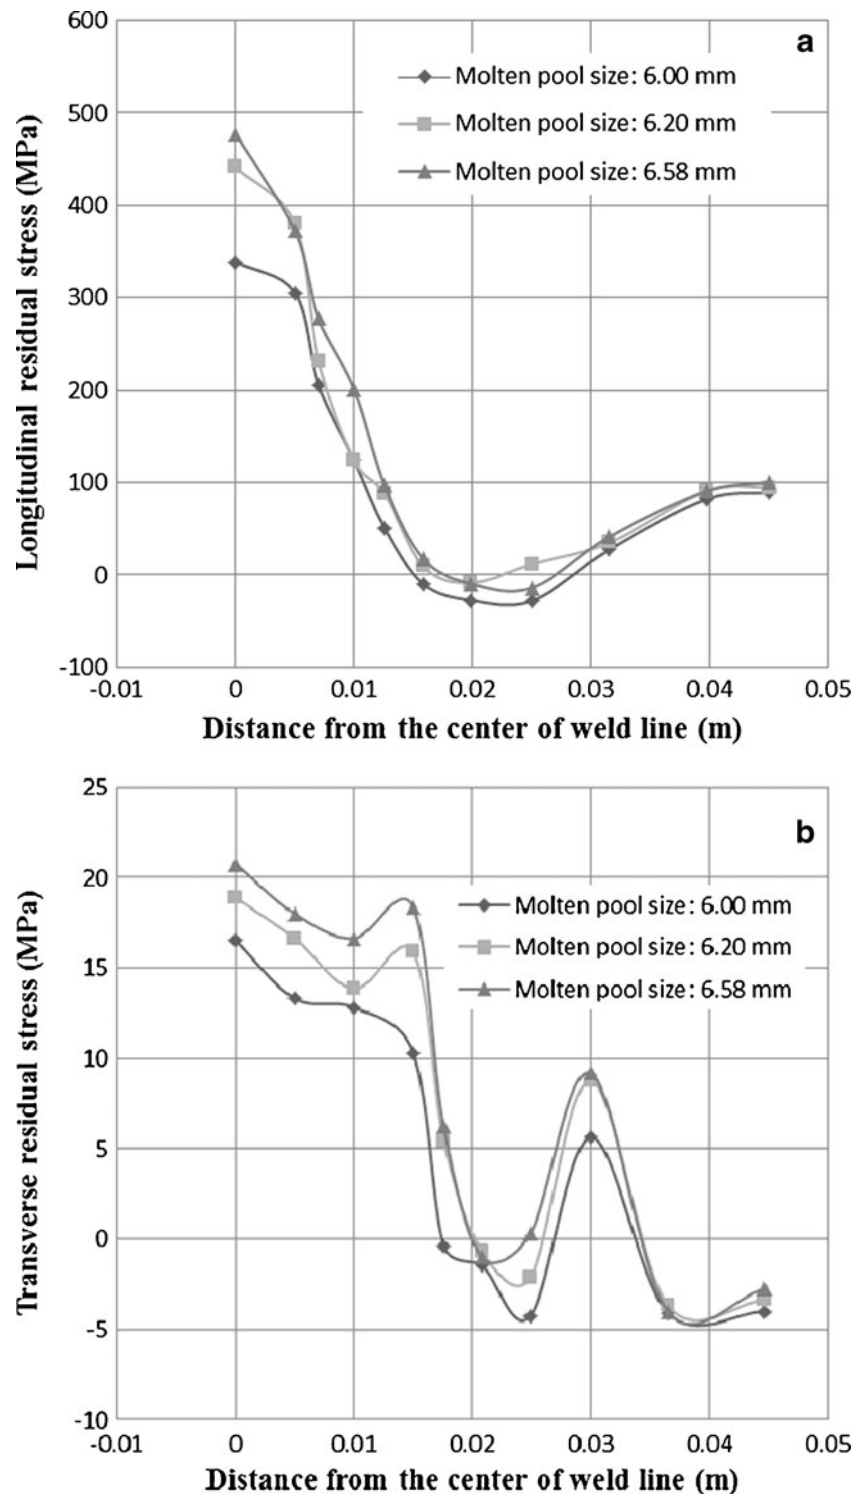 a
600
500
400
300
200
100
0
-100
Longitudinal residual stress (MPa)
Molten pool size: 6.00 mm
Molten pool size: 6.20 mm
Molten pool size: 6.58 mm
-0.01 0 0.01 0.02 0.03 0.04 0.05
Distance from the center of weld line (m)
b
25
20
15
10
5
0
-5
-10
Transverse residual stress (MPa)
Molten pool size: 6.00 mm
Molten pool size: 6.20 mm
Molten pool size: 6.58 mm
-0.01 0 0.01 0.02 0.03 0.04 0.05
Distance from the center of weld line (m)